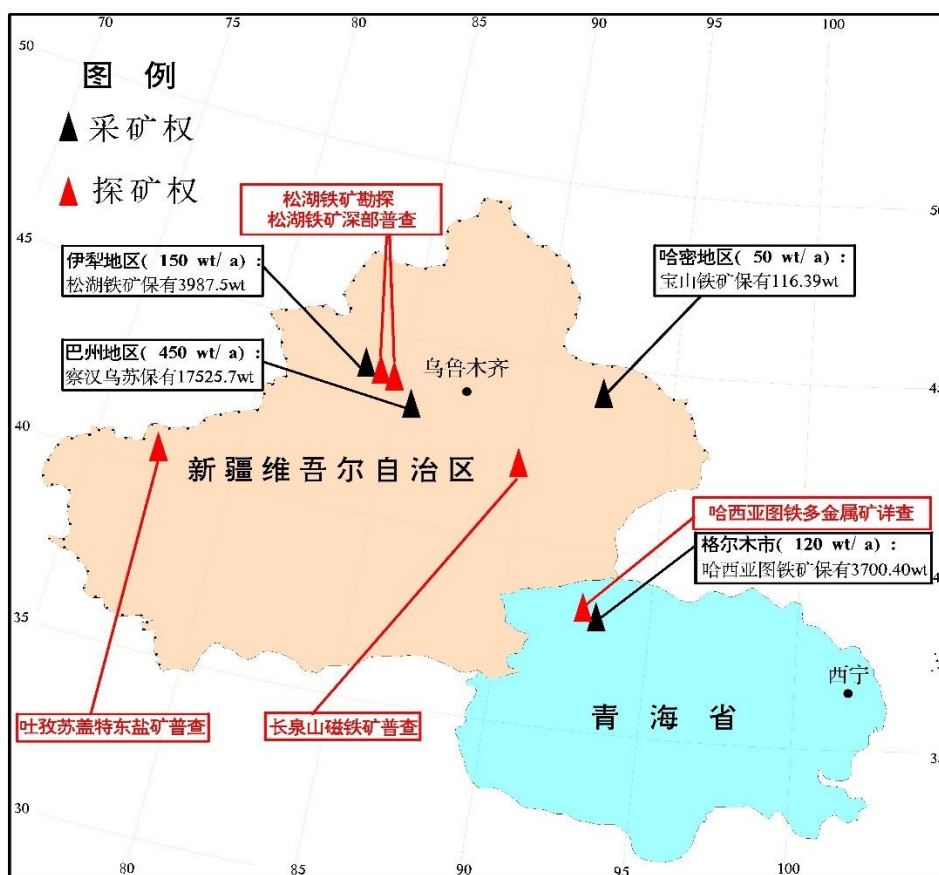 70
75
80
85
90
95
100
50
图 例
采矿权
探矿权
松湖铁矿勘探
松湖铁矿深部普查
50
45
伊犁地区( 150 wt/ a) :
松湖铁矿保有3987.5wt
哈密地区( 50 wt/ a) :
宝山铁矿保有116.39wt
巴州地区( 450 wt/ a) :
察汉乌苏保有17525.7wt
乌鲁木齐
45
40
新疆维吾尔自治区
哈西亚图铁多金属矿详查
格尔木市( 120 wt/ a) :
哈西亚图铁矿保有3700.40wt
35
西宁
吐孜苏盖特东盐矿普查
长泉山磁铁矿普查
青海省
35
30
80
85
90
95
100